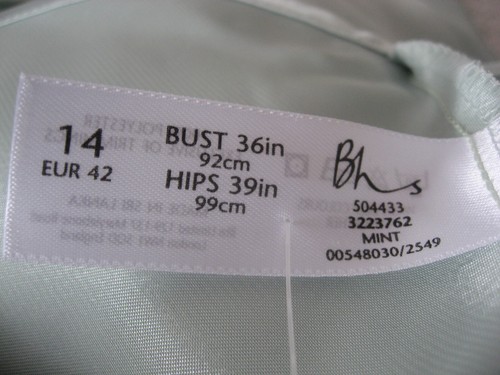 14
EUR 42
BUST 36in
92cm
HIPS 39in
99cm
Bhs
504433
3223762
MINT
00548030/2549